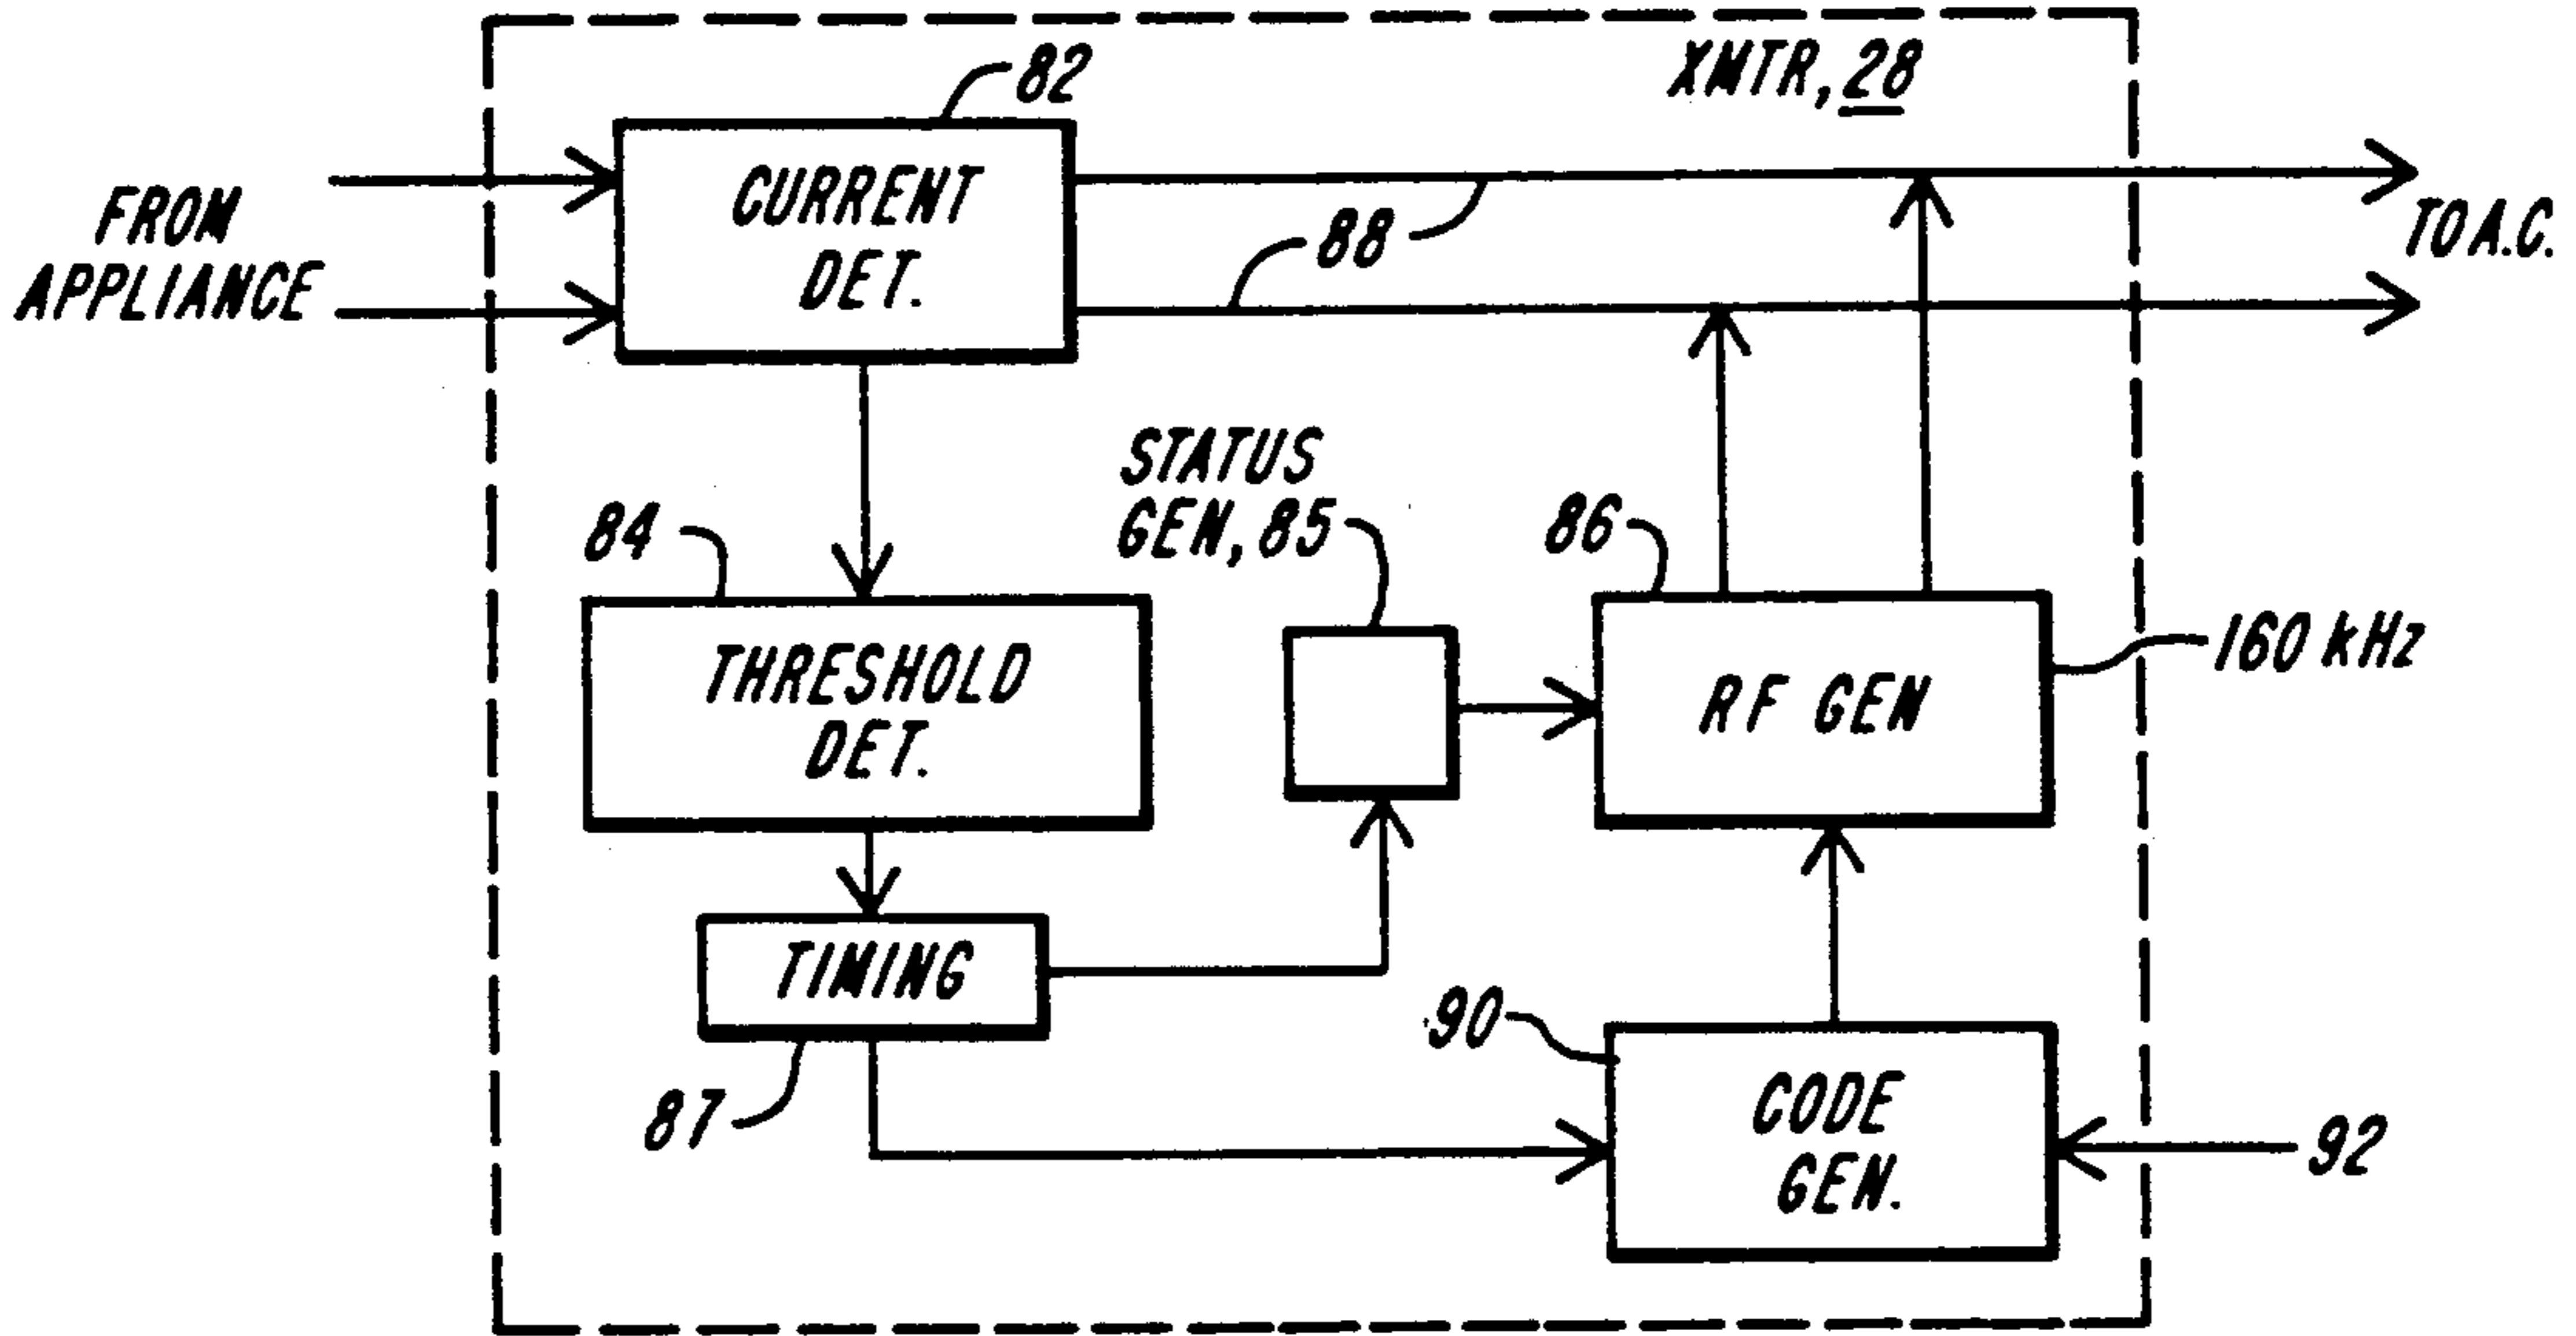 XMTR, 28
82
CURRENT
DET.
FROM
APPLIANCE
88
TO A.C.
STATUS
GEN, 85
84
86
THRESHOLD
DET.
RF GEN
160 kHz
TIMING
87
90
CODE
GEN.
92